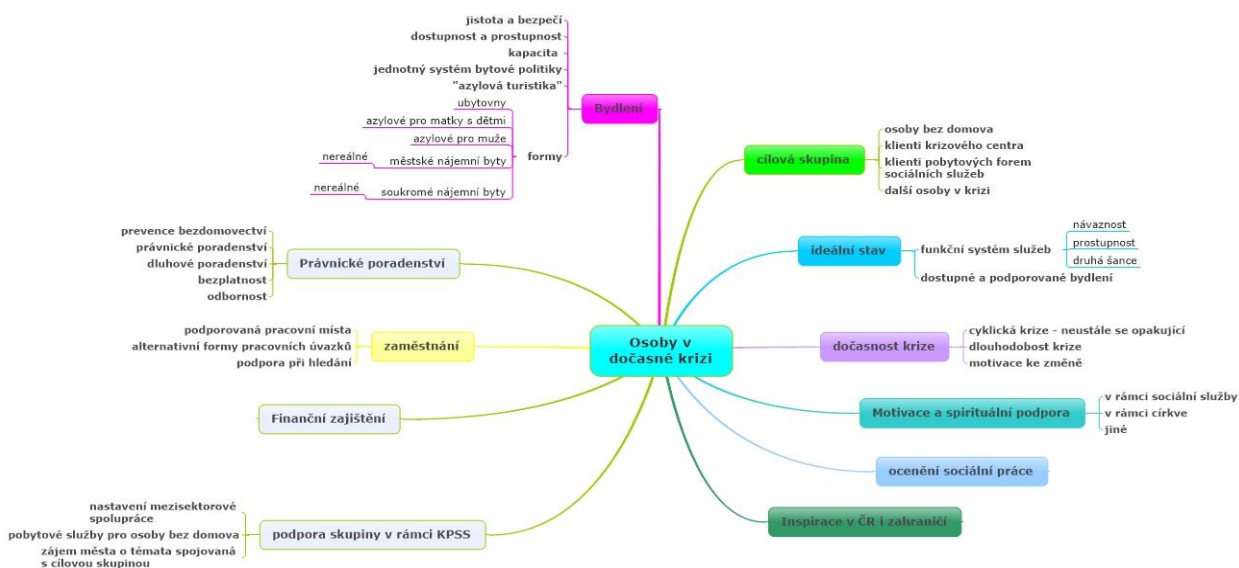 jistota a bezpečí
dostupnost a prostupnost
kapacita
jednotný systém bytové politiky
"azylová turistika"
Bydlení
ubytovny
azylové pro matky s dětmi
azylové pro muže
formy
nereálné
městské nájemní byty
nereálné
soukromé nájemní byty
prevence bezdomovectví
právnické poradenství
dluhové poradenství
bezplatnost
odbornost
Právnické poradenství
podporovaná pracovní místa
alternativní formy pracovních úvazků
podpora při hledání
zaměstnání
Finanční zajištění
nastavení mezisektorové
spolupráce
pobytové služby pro osoby bez domova
zájem města o témata spojovaná
s cílovou skupinou
podpora skupiny v rámci KPSS
Osoby v
dočasné krizi
cílová skupina
osoby bez domova
klienti krizového centra
klienti pobytových forem
sociálních služeb
další osoby v krizi
ideální stav
funkční systém služeb
návaznost
prostupnost
druhá šance
dostupné a podporované bydlení
dočasnost krize
cyklická krize – neustále se opakující
dlouhodobost krize
motivace ke změně
Motivace a spirituální podpora
v rámci sociální služby
v rámci církve
jiné
ocenění sociální práce
Inspirace v ČR i zahraničí